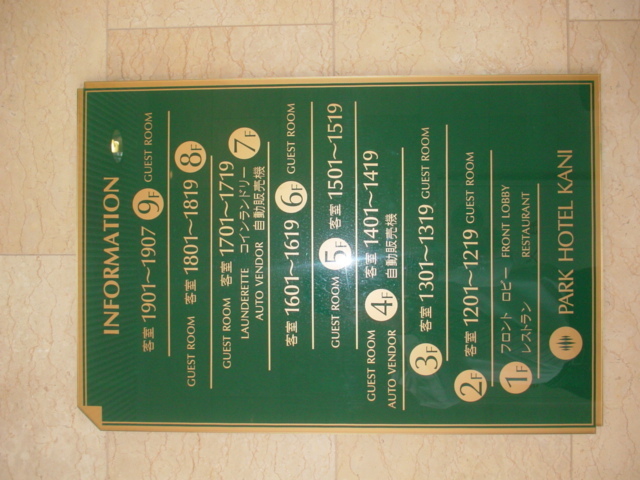 INFORMATION
9F 客室 1901～1907 GUEST ROOM
8F GUEST ROOM 客室 1801～1819
7F GUEST ROOM 客室 1701～1719
LAUNDERETTE コインランドリー
AUTO VENDOR 自動販売機
6F 客室 1601～1619 GUEST ROOM
5F GUEST ROOM 客室 1501～1519
4F GUEST ROOM 客室 1401～1419
AUTO VENDOR 自動販売機
3F 客室 1301～1319 GUEST ROOM
2F 客室 1201～1219 GUEST ROOM
1F フロント ロビー FRONT LOBBY
レストラン RESTAURANT
PARK HOTEL KANI